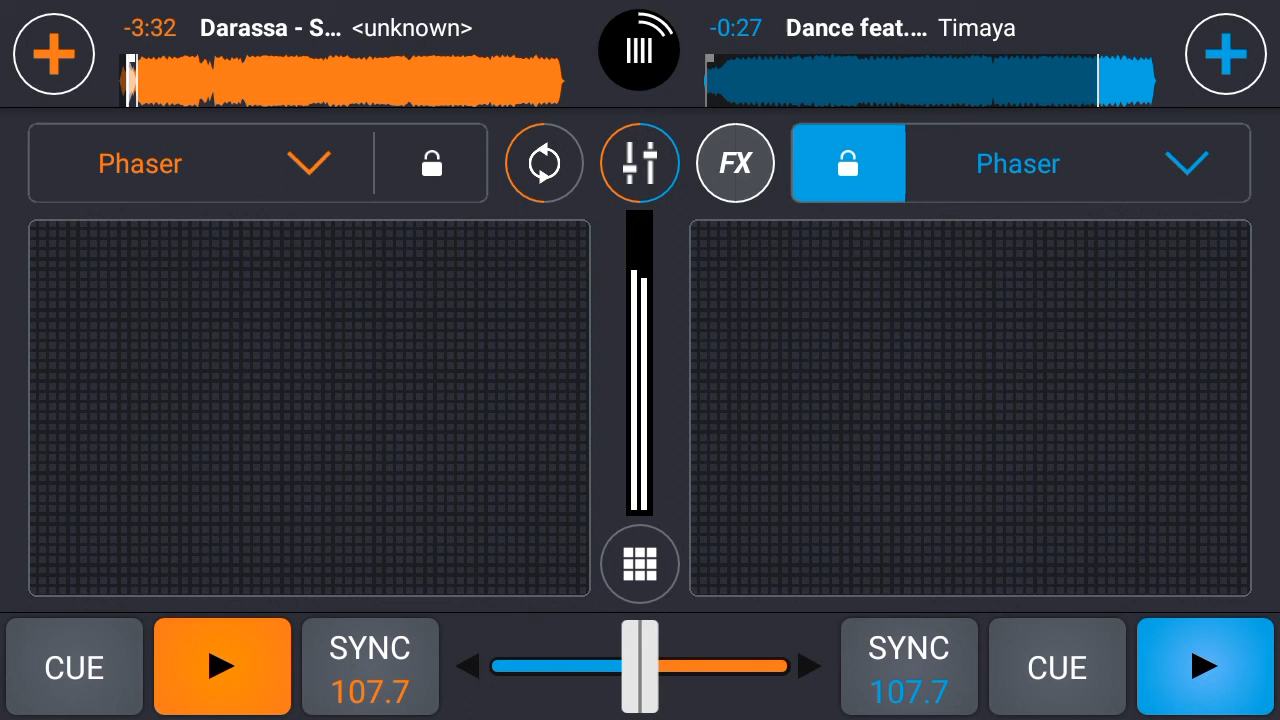 -3:32 Darassa - S... <unknown>
-0:27 Dance feat.... Timaya
Phaser
FX
Phaser
CUE
SYNC
107.7
SYNC
107.7
CUE